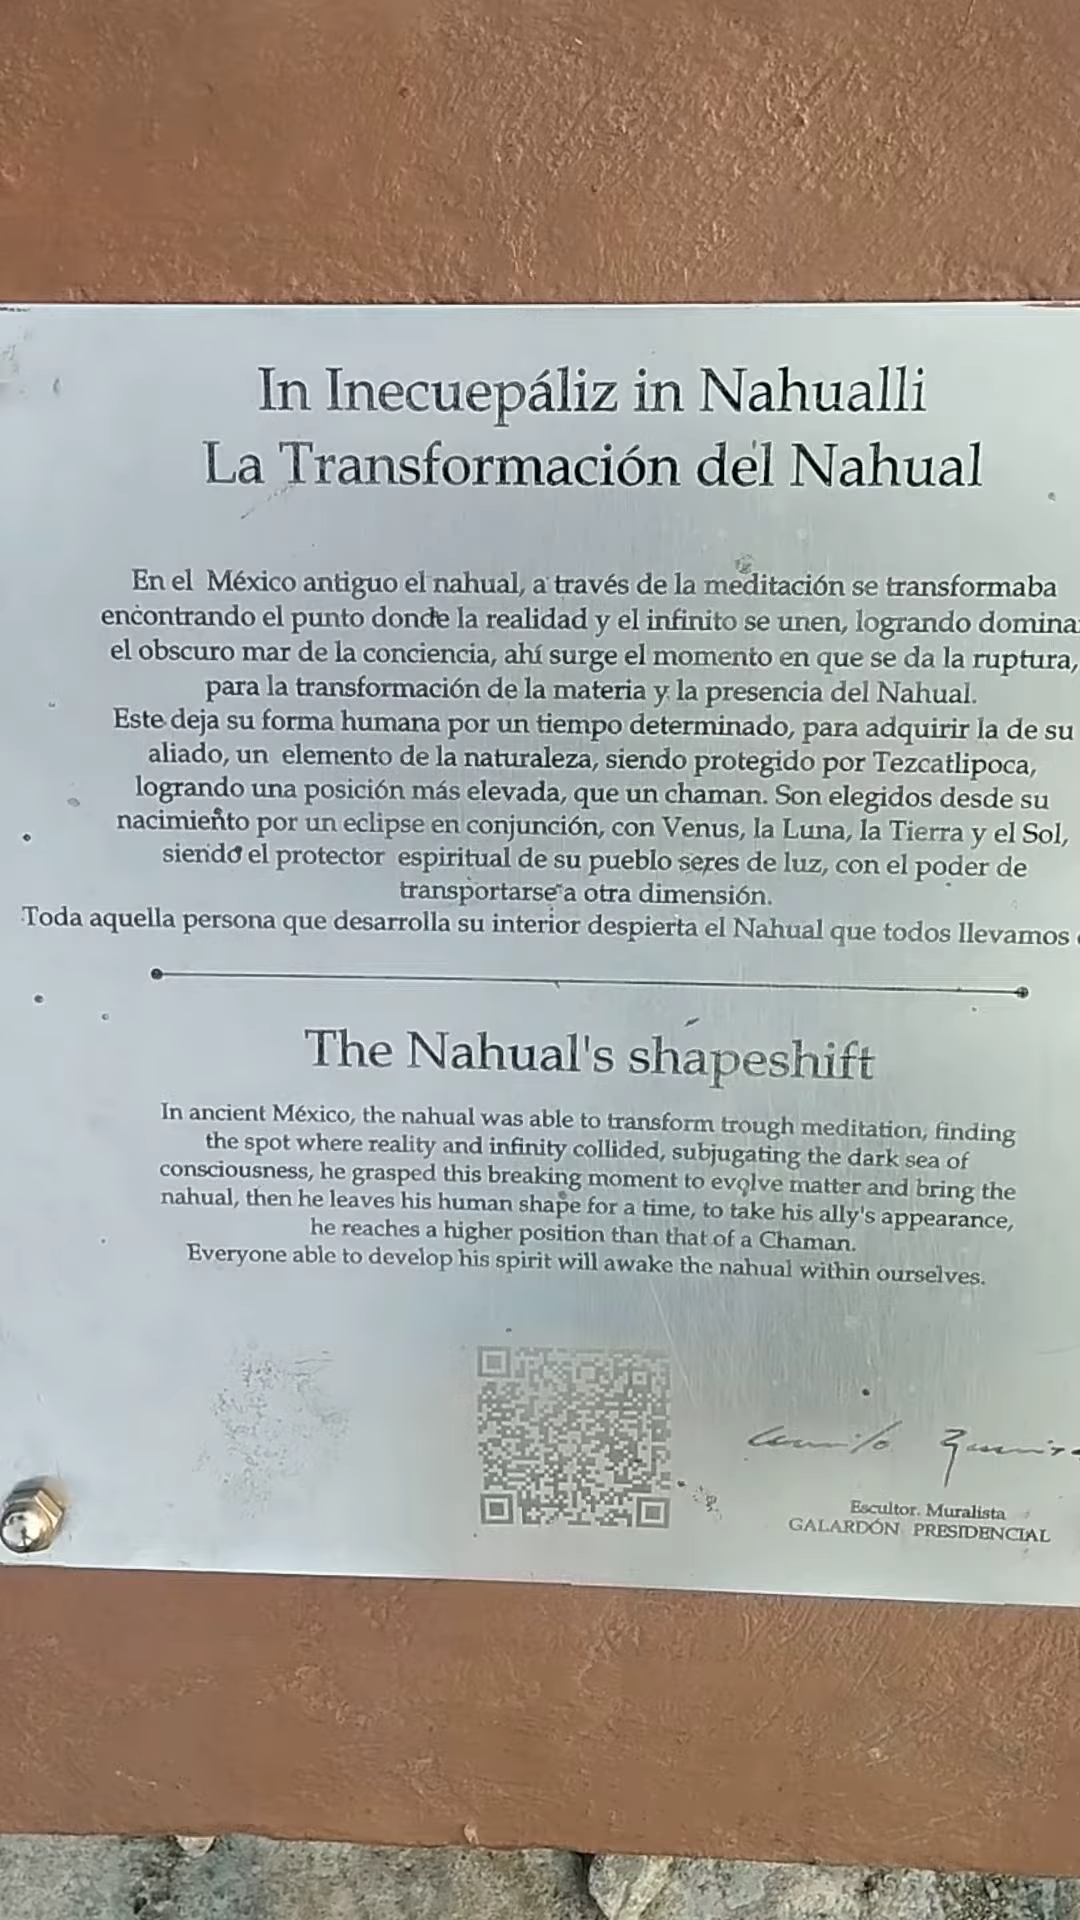 In Inecuepáliz in Nahualli
La Transformación del Nahual
En el México antiguo el nahual, a través de la meditación se transformaba
encontrando el punto donde la realidad y el infinito se unen, logrando domina
el obscuro mar de la conciencia, ahí surge el momento en que se da la ruptura,
para la transformación de la materia y la presencia del Nahual.
Este deja su forma humana por un tiempo determinado, para adquirir la de su
aliado, un elemento de la naturaleza, siendo protegido por Tezcatlipoca,
logrando una posición más elevada, que un chaman. Son elegidos desde su
nacimiento por un eclipse en conjunción, con Venus, la Luna, la Tierra y el Sol,
siendo el protector espiritual de su pueblo seres de luz, con el poder de
transportarse a otra dimensión.
Toda aquella persona que desarrolla su interior despierta el Nahual que todos llevamos
The Nahual's shapeshift
In ancient México, the nahual was able to transform trough meditation, finding
the spot where reality and infinity collided, subjugating the dark sea of
consciousness, he grasped this breaking moment to evolve matter and bring the
nahual, then he leaves his human shape for a time, to take his ally's appearance,
he reaches a higher position than that of a Chaman.
Everyone able to develop his spirit will awake the nahual within ourselves.
Escultor. Muralista
GALARDÓN PRESIDENCIAL